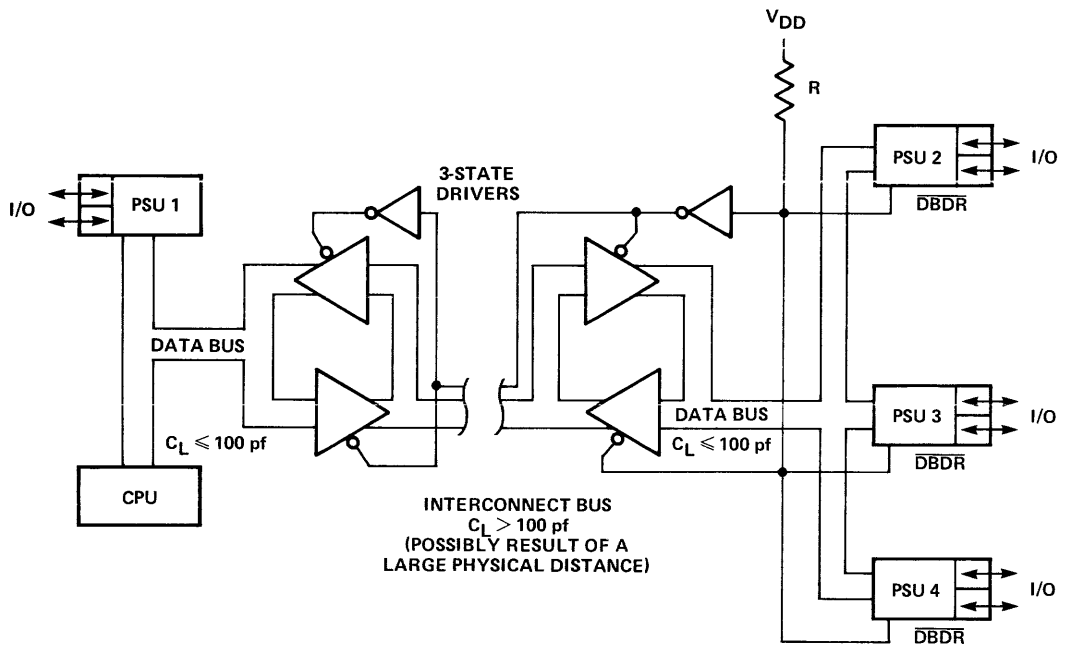 V_DD
R
PSU 2
I/O
DBDR
3-STATE
DRIVERS
I/O
PSU 1
DATA BUS
C_L ⩽ 100 pf
CPU
DATA BUS
C_L ⩽ 100 pf
PSU 3
I/O
DBDR
INTERCONNECT BUS
C_L > 100 pf
(POSSIBLY RESULT OF A
LARGE PHYSICAL DISTANCE)
PSU 4
I/O
DBDR